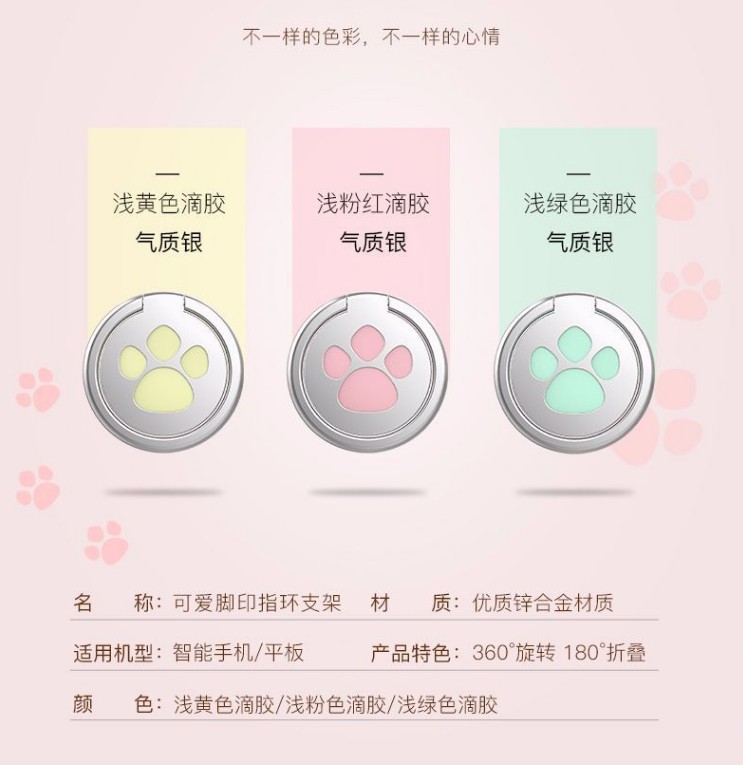 不一样的色彩，不一样的心情
浅黄色滴胶
气质银
浅粉红滴胶
气质银
浅绿色滴胶
气质银
名 称：可爱脚印指环支架 材 质：优质锌合金材质
适用机型：智能手机/平板 产品特色：360°旋转 180°折叠
颜 色：浅黄色滴胶/浅粉色滴胶/浅绿色滴胶